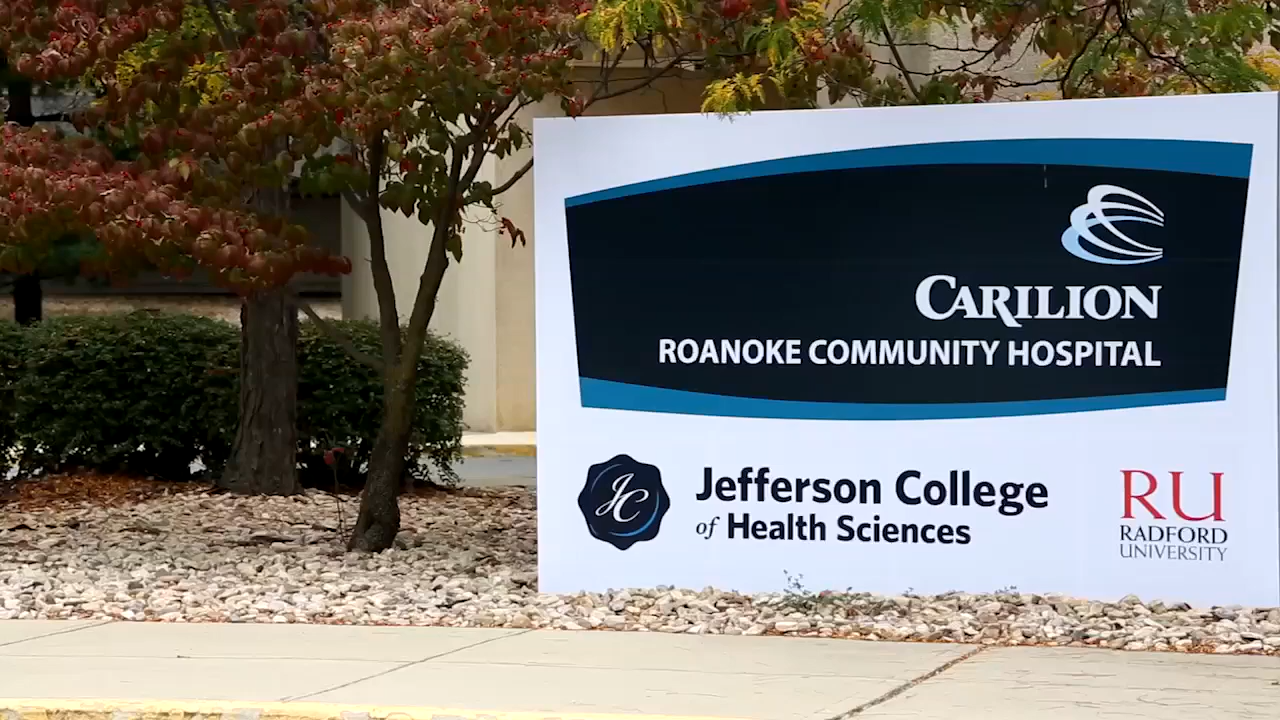 CARILION
ROANOKE COMMUNITY HOSPITAL
JC
Jefferson College
of Health Sciences
RU
RADFORD
UNIVERSITY